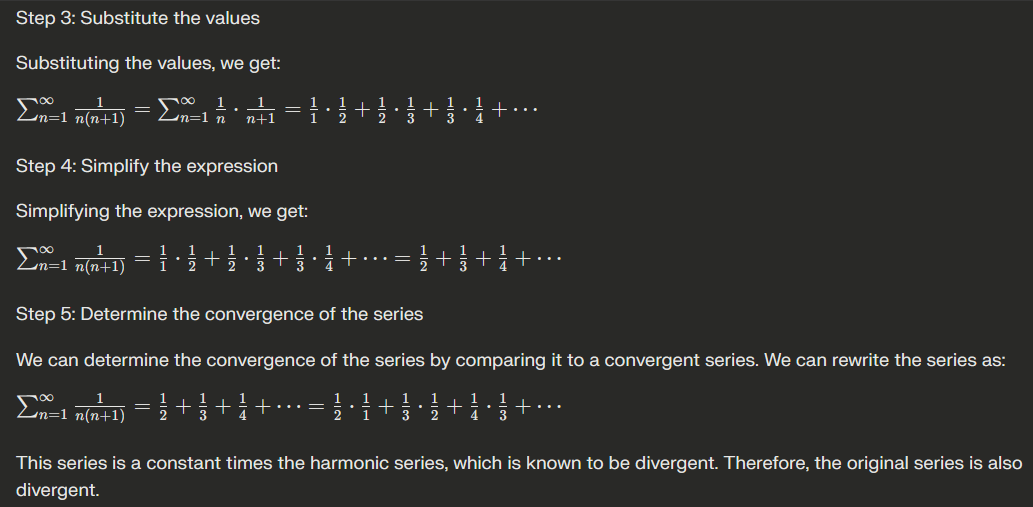 Step 3: Substitute the values
Substituting the values, we get:
$\sum_{n=1}^{\infty} \frac{1}{n(n+1)} = \sum_{n=1}^{\infty} \frac{1}{n} \cdot \frac{1}{n+1} = \frac{1}{1} \cdot \frac{1}{2} + \frac{1}{2} \cdot \frac{1}{3} + \frac{1}{3} \cdot \frac{1}{4} + \cdots$
Step 4: Simplify the expression
Simplifying the expression, we get:
$\sum_{n=1}^{\infty} \frac{1}{n(n+1)} = \frac{1}{1} \cdot \frac{1}{2} + \frac{1}{2} \cdot \frac{1}{3} + \frac{1}{3} \cdot \frac{1}{4} + \cdots = \frac{1}{2} + \frac{1}{3} + \frac{1}{4} + \cdots$
Step 5: Determine the convergence of the series
We can determine the convergence of the series by comparing it to a convergent series. We can rewrite the series as:
$\sum_{n=1}^{\infty} \frac{1}{n(n+1)} = \frac{1}{2} + \frac{1}{3} + \frac{1}{4} + \cdots = \frac{1}{2} \cdot \frac{1}{1} + \frac{1}{3} \cdot \frac{1}{2} + \frac{1}{4} \cdot \frac{1}{3} + \cdots$
This series is a constant times the harmonic series, which is known to be divergent. Therefore, the original series is also
divergent.